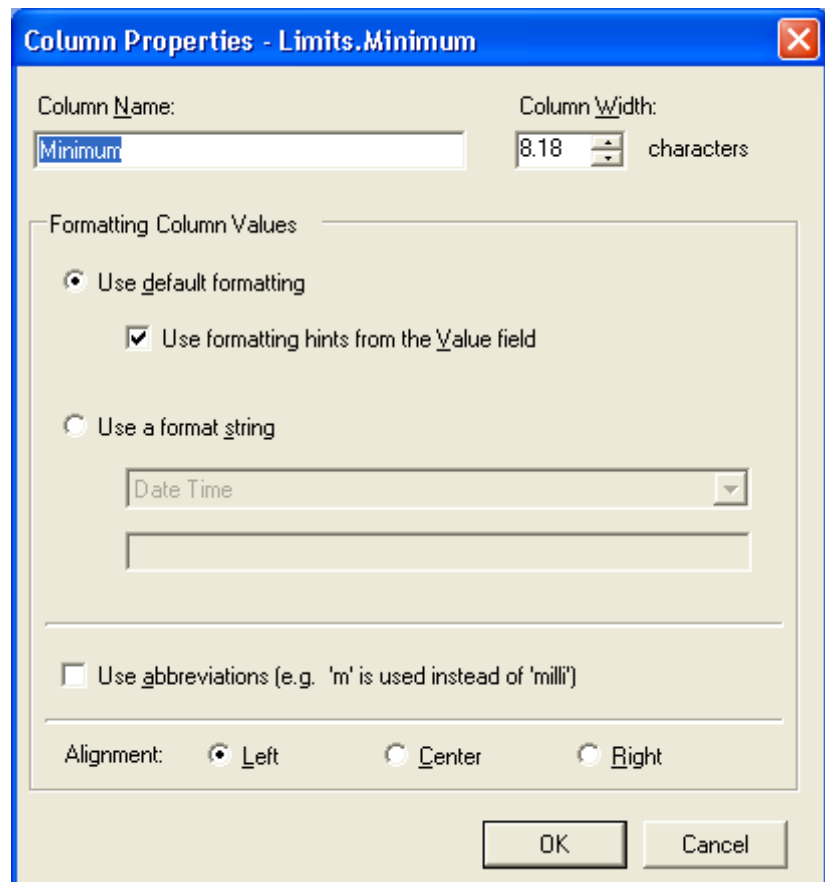 Column Properties - Limits.Minimum
Column Name:
Column Width:
Minimum
8.18
characters
Formatting Column Values
Use default formatting
Use formatting hints from the Value field
Use a format string
Date Time
Use abbreviations (e.g. 'm' is used instead of 'milli')
Alignment:
Left
Center
Right
OK
Cancel